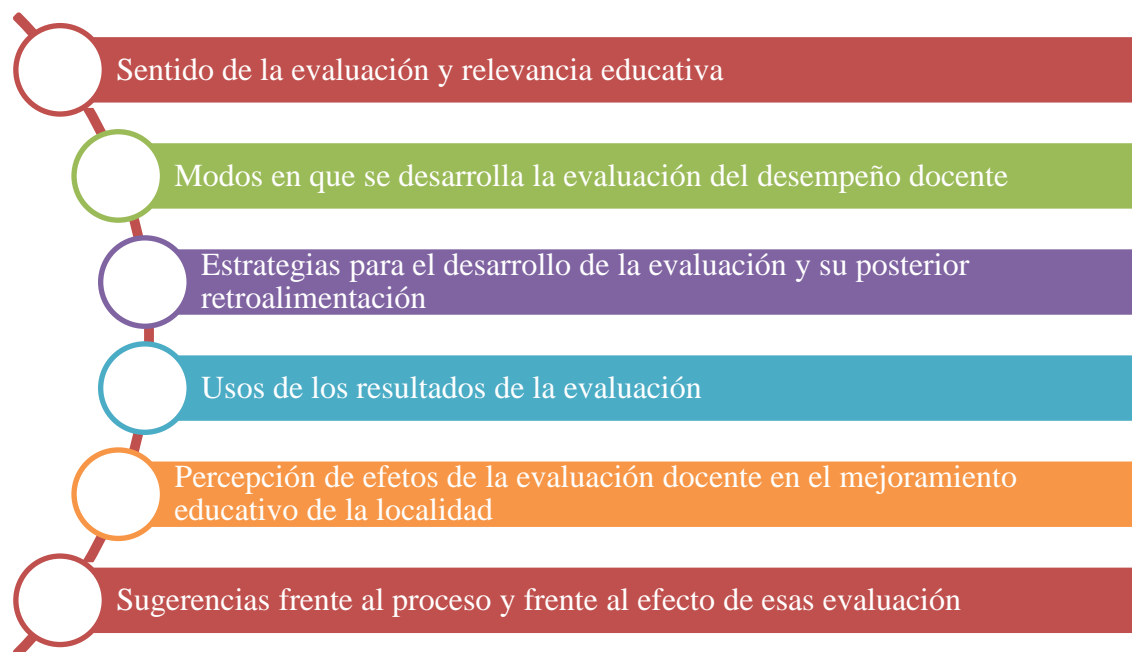 Sentido de la evaluación y relevancia educativa
Modos en que se desarrolla la evaluación del desempeño docente
Estrategias para el desarrollo de la evaluación y su posterior
retroalimentación
Usos de los resultados de la evaluación
Percepción de efetos de la evaluación docente en el mejoramiento
educativo de la localidad
Sugerencias frente al proceso y frente al efecto de esas evaluación